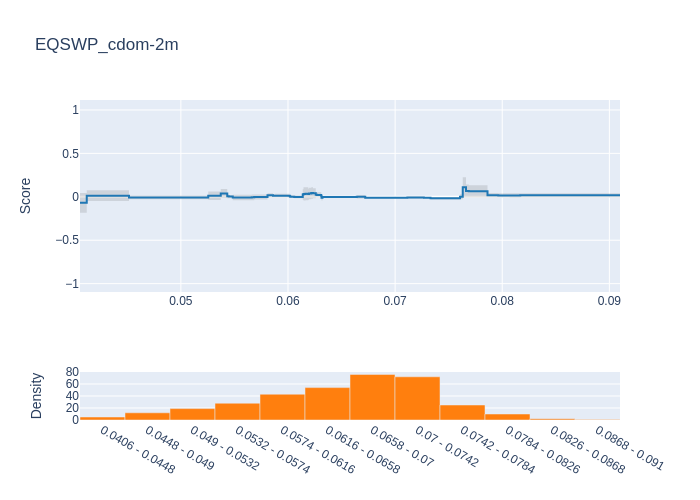 EQSWP_cdom-2m
Score
1
0.5
0
−0.5
−1
0.05
0.06
0.07
0.08
0.09
Density
80
60
40
20
0
0.0406 - 0.0448
0.0448 - 0.049
0.049 - 0.0532
0.0532 - 0.0574
0.0574 - 0.0616
0.0616 - 0.0658
0.0658 - 0.07
0.07 - 0.0742
0.0742 - 0.0784
0.0784 - 0.0826
0.0826 - 0.0868
0.0868 - 0.091